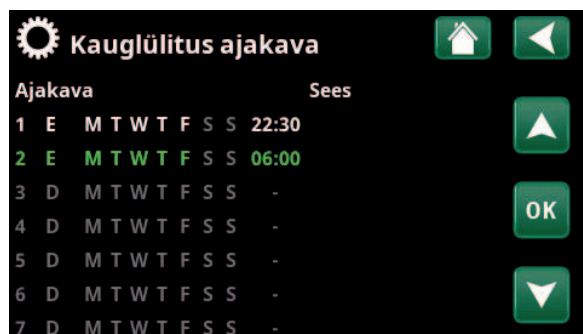 Kauglülitus ajakava
Ajakava Sees
1 E M T W T F S S 22:30
2 E M T W T F S S 06:00
3 D M T W T F S S -
4 D M T W T F S S -
OK
5 D M T W T F S S -
6 D M T W T F S S -
7 D M T W T F S S -